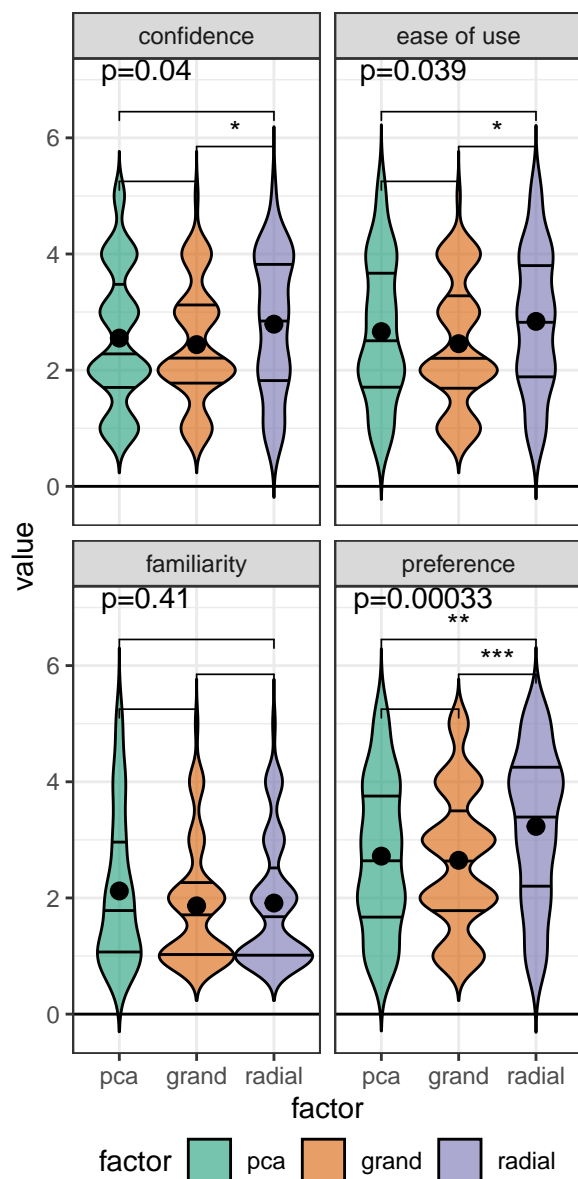 confidence
ease of use
p=0.04
p=0.039
*
*
6
4
2
0
familiarity
preference
p=0.41
p=0.00033
**
***
6
4
2
0
value
pca grand radial
pca grand radial
factor
factor pca grand radial